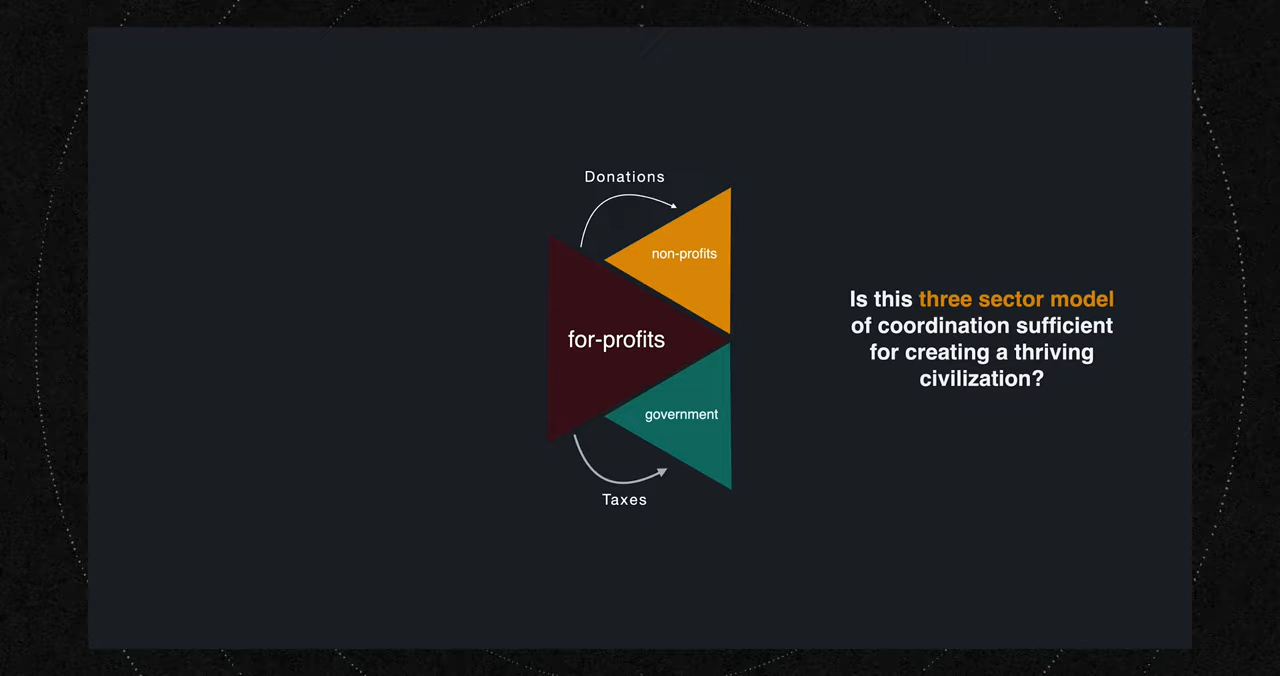 Donations
non-profits
for-profits
government
Taxes
Is this three sector model
of coordination sufficient
for creating a thriving
civilization?